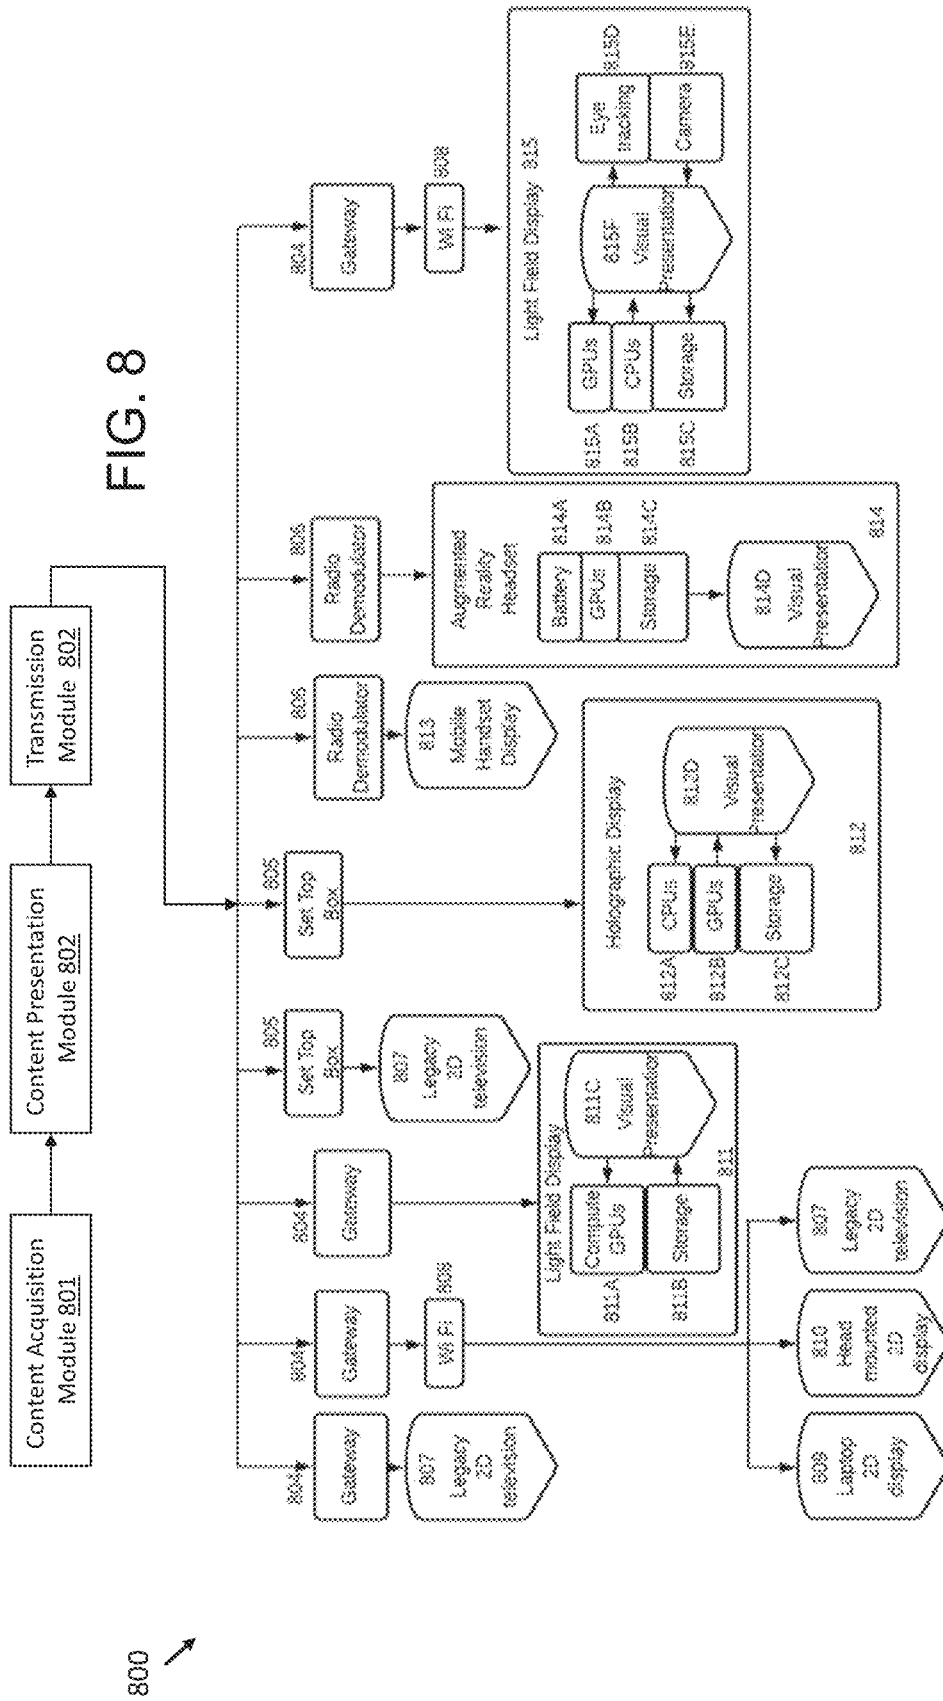 800
FIG. 8
Content Acquisition
Module 801
Content Presentation
Module 802
Transmission
Module 802
804
Gateway
807
Legacy
2D
television
804
Gateway
808
Wi Fi
809
Laptop
2D
display
810
Head
mounted
2D
display
807
Legacy
2D
television
804
Gateway
Light Field Display
811A
Compute
GPUs
811B
Storage
811C
Visual
Presentation
811
805
Set Top
Box
807
Legacy
2D
television
805
Set Top
Box
Holographic Display
812A
CPUs
812B
GPUs
812C
Storage
812D
Visual
Presentation
812
806
Radio
Demodulator
813
Mobile
Handset
Display
806
Radio
Demodulator
Augmented
Reality
Headset
Battery
814A
GPUs
814B
Storage
814C
814D
Visual
Presentation
814
804
Gateway
Wi Fi
808
Light Field Display 815
815A
GPUs
815B
CPUs
815C
Storage
815F
Visual
Presentation
Eye
tracking
815D
Camera
815E